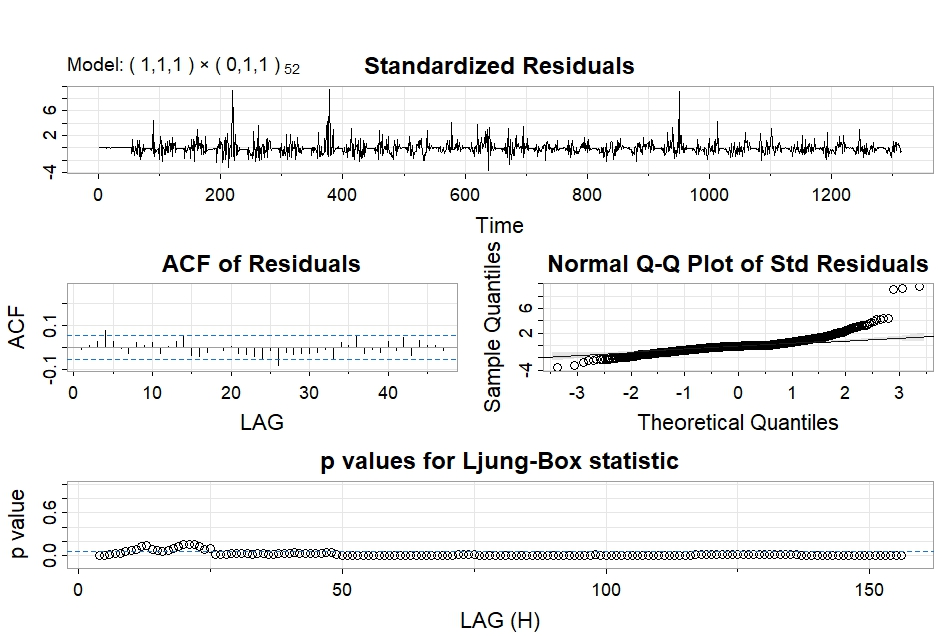 Model: ( 1,1,1 ) × ( 0,1,1 ) 52
Standardized Residuals
6
2
-4
0 200 400 600 800 1000 1200
Time
ACF of Residuals
ACF
0.1
-0.1
0 10 20 30 40
LAG
Normal Q-Q Plot of Std Residuals
Sample Quantiles
6
2
-4
-3 -2 -1 0 1 2 3
Theoretical Quantiles
p values for Ljung-Box statistic
p value
0.6
0.0
0 50 100 150
LAG (H)